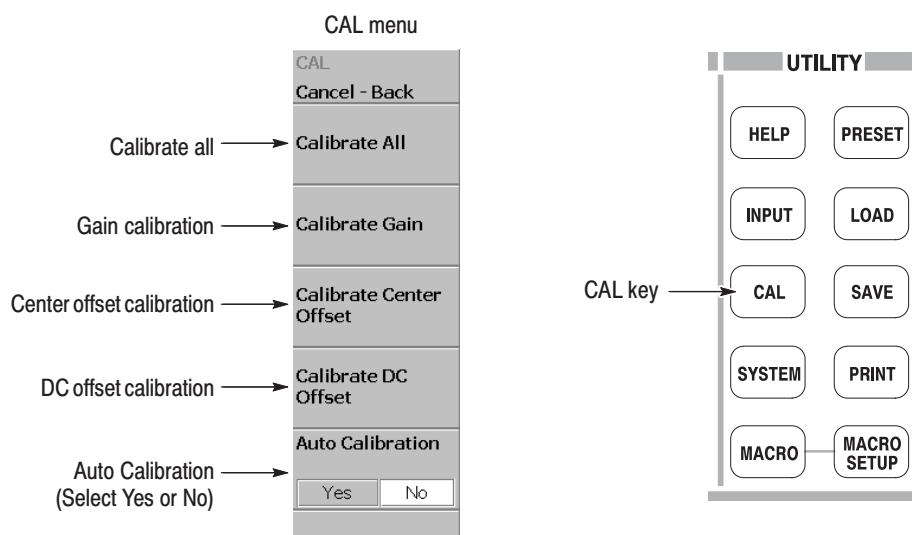 CAL menu
CAL
Cancel - Back
Calibrate all
Calibrate All
Gain calibration
Calibrate Gain
Center offset calibration
Calibrate Center
Offset
DC offset calibration
Calibrate DC
Offset
Auto Calibration
(Select Yes or No)
Auto Calibration
Yes No
UTILITY
HELP PRESET
INPUT LOAD
CAL key
CAL SAVE
SYSTEM PRINT
MACRO MACRO
SETUP